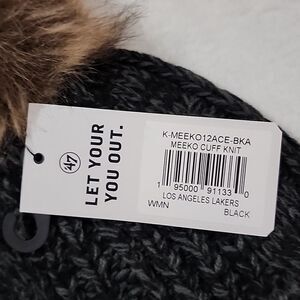 '47
LET YOUR
YOU OUT.
K-MEEKO12ACE-BKA
MEEKO CUFF KNIT
1 95000 91133 0
LOS ANGELES LAKERS
WMN
BLACK